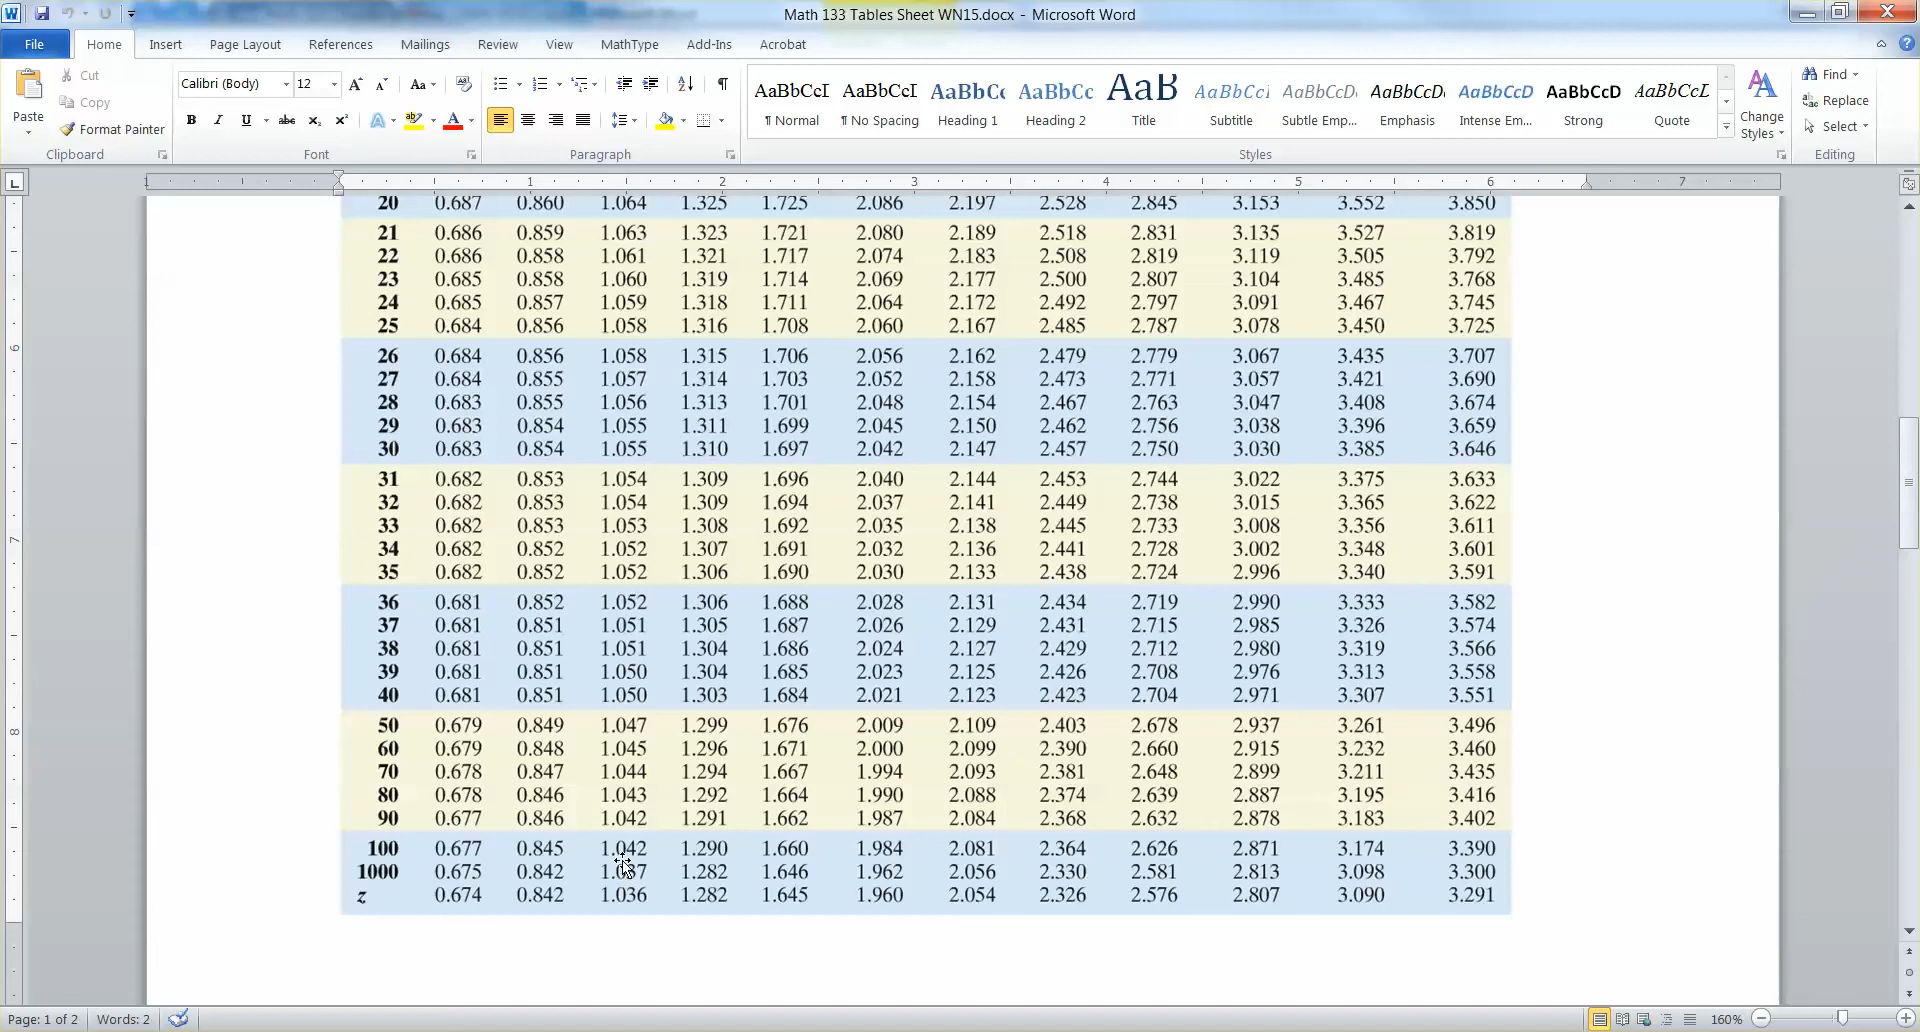 Math 133 Tables Sheet WN15.docx - Microsoft Word
File Home Insert Page Layout References Mailings Review View MathType Add-Ins Acrobat
Paste
Cut
Copy
Format Painter
Clipboard
Calibri (Body) 12
Font
Paragraph
AaBbCcI AaBbCcI AaBbCc AaBbCc AaB AaBbCcI AaBbCcD AaBbCcD AaBbCcD AaBbCcD AaBbCcL
¶ Normal ¶ No Spacing Heading 1 Heading 2 Title Subtitle Subtle Emp... Emphasis Intense Em... Strong Quote
Styles
Change Styles
Find
Replace
Select
Editing
1 1 2 3 4 5 6 7
20 0.687 0.860 1.064 1.325 1.725 2.086 2.197 2.528 2.845 3.153 3.552 3.850
21 0.686 0.859 1.063 1.323 1.721 2.080 2.189 2.518 2.831 3.135 3.527 3.819
22 0.686 0.858 1.061 1.321 1.717 2.074 2.183 2.508 2.819 3.119 3.505 3.792
23 0.685 0.858 1.060 1.319 1.714 2.069 2.177 2.500 2.807 3.104 3.485 3.768
24 0.685 0.857 1.059 1.318 1.711 2.064 2.172 2.492 2.797 3.091 3.467 3.745
25 0.684 0.856 1.058 1.316 1.708 2.060 2.167 2.485 2.787 3.078 3.450 3.725
26 0.684 0.856 1.058 1.315 1.706 2.056 2.162 2.479 2.779 3.067 3.435 3.707
27 0.684 0.855 1.057 1.314 1.703 2.052 2.158 2.473 2.771 3.057 3.421 3.690
28 0.683 0.855 1.056 1.313 1.701 2.048 2.154 2.467 2.763 3.047 3.408 3.674
29 0.683 0.854 1.055 1.311 1.699 2.045 2.150 2.462 2.756 3.038 3.396 3.659
30 0.683 0.854 1.055 1.310 1.697 2.042 2.147 2.457 2.750 3.030 3.385 3.646
31 0.682 0.853 1.054 1.309 1.696 2.040 2.144 2.453 2.744 3.022 3.375 3.633
32 0.682 0.853 1.054 1.309 1.694 2.037 2.141 2.449 2.738 3.015 3.365 3.622
33 0.682 0.853 1.053 1.308 1.692 2.035 2.138 2.445 2.733 3.008 3.356 3.611
34 0.682 0.852 1.052 1.307 1.691 2.032 2.136 2.441 2.728 3.002 3.348 3.601
35 0.682 0.852 1.052 1.306 1.690 2.030 2.133 2.438 2.724 2.996 3.340 3.591
36 0.681 0.852 1.052 1.306 1.688 2.028 2.131 2.434 2.719 2.990 3.333 3.582
37 0.681 0.851 1.051 1.305 1.687 2.026 2.129 2.431 2.715 2.985 3.326 3.574
38 0.681 0.851 1.051 1.304 1.686 2.024 2.127 2.429 2.712 2.980 3.319 3.566
39 0.681 0.851 1.050 1.304 1.685 2.023 2.125 2.426 2.708 2.976 3.313 3.558
40 0.681 0.851 1.050 1.303 1.684 2.021 2.123 2.423 2.704 2.971 3.307 3.551
50 0.679 0.849 1.047 1.299 1.676 2.009 2.109 2.403 2.678 2.937 3.261 3.496
60 0.679 0.848 1.045 1.296 1.671 2.000 2.099 2.390 2.660 2.915 3.232 3.460
70 0.678 0.847 1.044 1.294 1.667 1.994 2.093 2.381 2.648 2.899 3.211 3.435
80 0.678 0.846 1.043 1.292 1.664 1.990 2.088 2.374 2.639 2.887 3.195 3.416
90 0.677 0.846 1.042 1.291 1.662 1.987 2.084 2.368 2.632 2.878 3.183 3.402
100 0.677 0.845 1.042 1.290 1.660 1.984 2.081 2.364 2.626 2.871 3.174 3.390
1000 0.675 0.842 1.037 1.282 1.646 1.962 2.056 2.330 2.581 2.813 3.098 3.300
z 0.674 0.842 1.036 1.282 1.645 1.960 2.054 2.326 2.576 2.807 3.090 3.291
Page: 1 of 2 Words: 2 160%